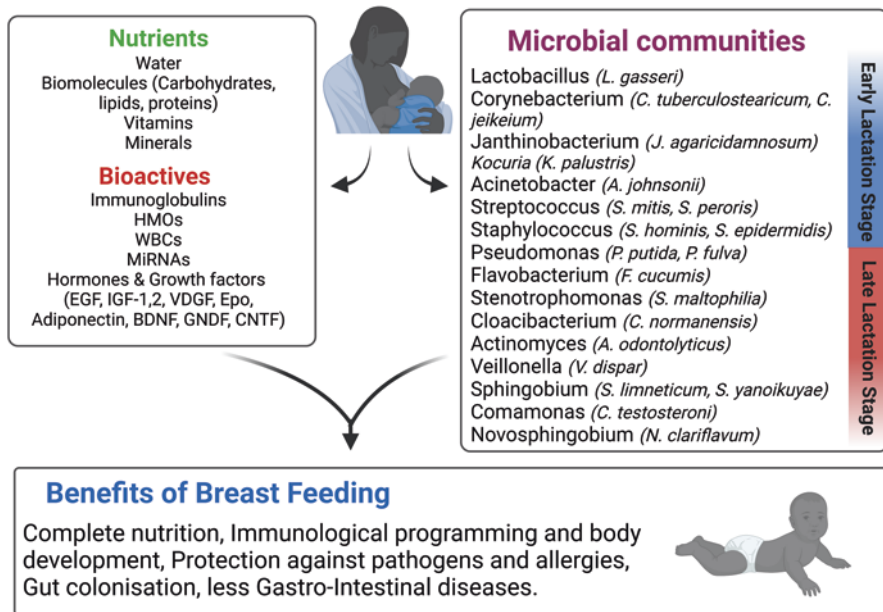 Nutrients
Water
Biomolecules (Carbohydrates,
lipids, proteins)
Vitamins
Minerals
Bioactives
Immunoglobulins
HMOs
WBCs
MiRNAs
Hormones & Growth factors
(EGF, IGF-1,2, VDGF, Epo,
Adiponectin, BDNF, GNDF, CNTF)
Microbial communities
Lactobacillus (L. gasseri)
Corynebacterium (C. tuberculostearicum, C.
jeikeium)
Janthinobacterium (J. agaricidamnosum)
Kocuria (K. palustris)
Acinetobacter (A. johnsonii)
Streptococcus (S. mitis, S. peroris)
Staphylococcus (S. hominis, S. epidermidis)
Pseudomonas (P. putida, P. fulva)
Flavobacterium (F. cucumis)
Stenotrophomonas (S. maltophilia)
Cloacibacterium (C. normanensis)
Actinomyces (A. odontolyticus)
Veillonella (V. dispar)
Sphingobium (S. limneticum, S. yanoikuyae)
Comamonas (C. testosteroni)
Novosphingobium (N. clariflavum)
Early Lactation Stage
Late Lactation Stage
Benefits of Breast Feeding
Complete nutrition, Immunological programming and body
development, Protection against pathogens and allergies,
Gut colonisation, less Gastro-Intestinal diseases.